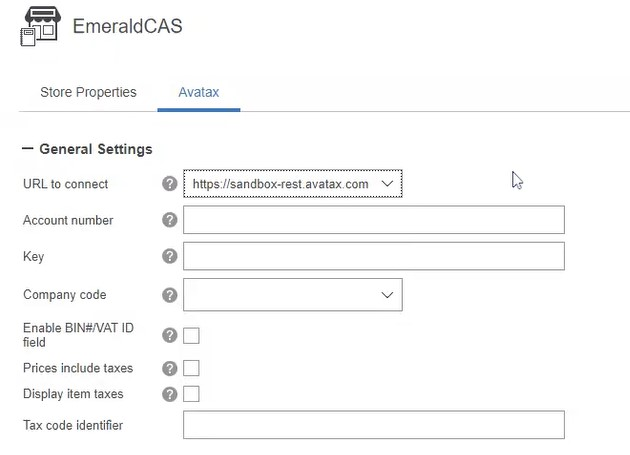 EmeraldCAS
Store Properties
Avatax
General Settings
URL to connect
https://sandbox-rest.avatax.com
Account number
Key
Company code
Enable BIN#/VAT ID
field
Prices include taxes
Display item taxes
Tax code identifier